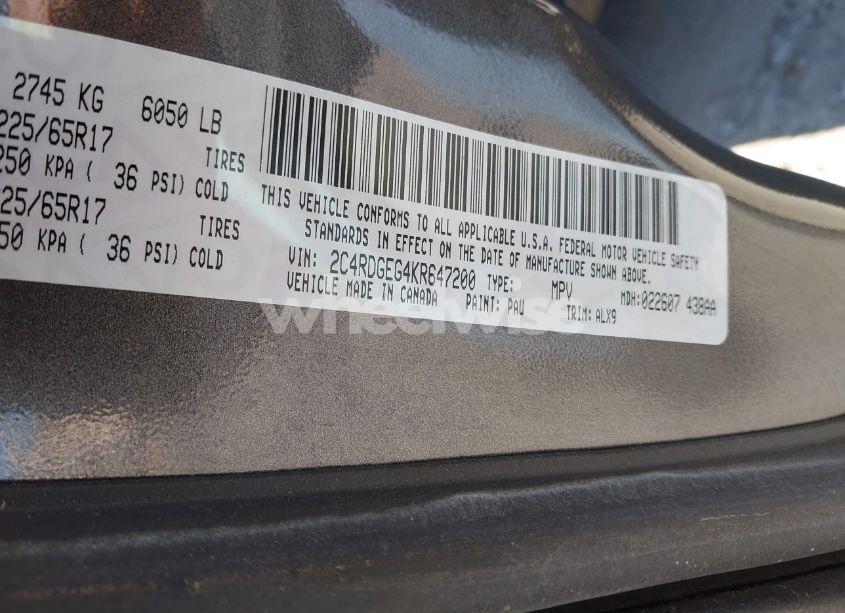 2745 KG 6050 LB
225/65R17 TIRES
250 KPA ( 36 PSI) COLD
225/65R17 TIRES
50 KPA ( 36 PSI) COLD
THIS VEHICLE CONFORMS TO ALL APPLICABLE U.S.A. FEDERAL MOTOR VEHICLE SAFETY
STANDARDS IN EFFECT ON THE DATE OF MANUFACTURE SHOWN ABOVE.
VIN: 2C4RDGEG4KR647200 TYPE: MPV MDH:022607 438AA
VEHICLE MADE IN CANADA PAINT: PAU TRIM: ALX9
wheelwise